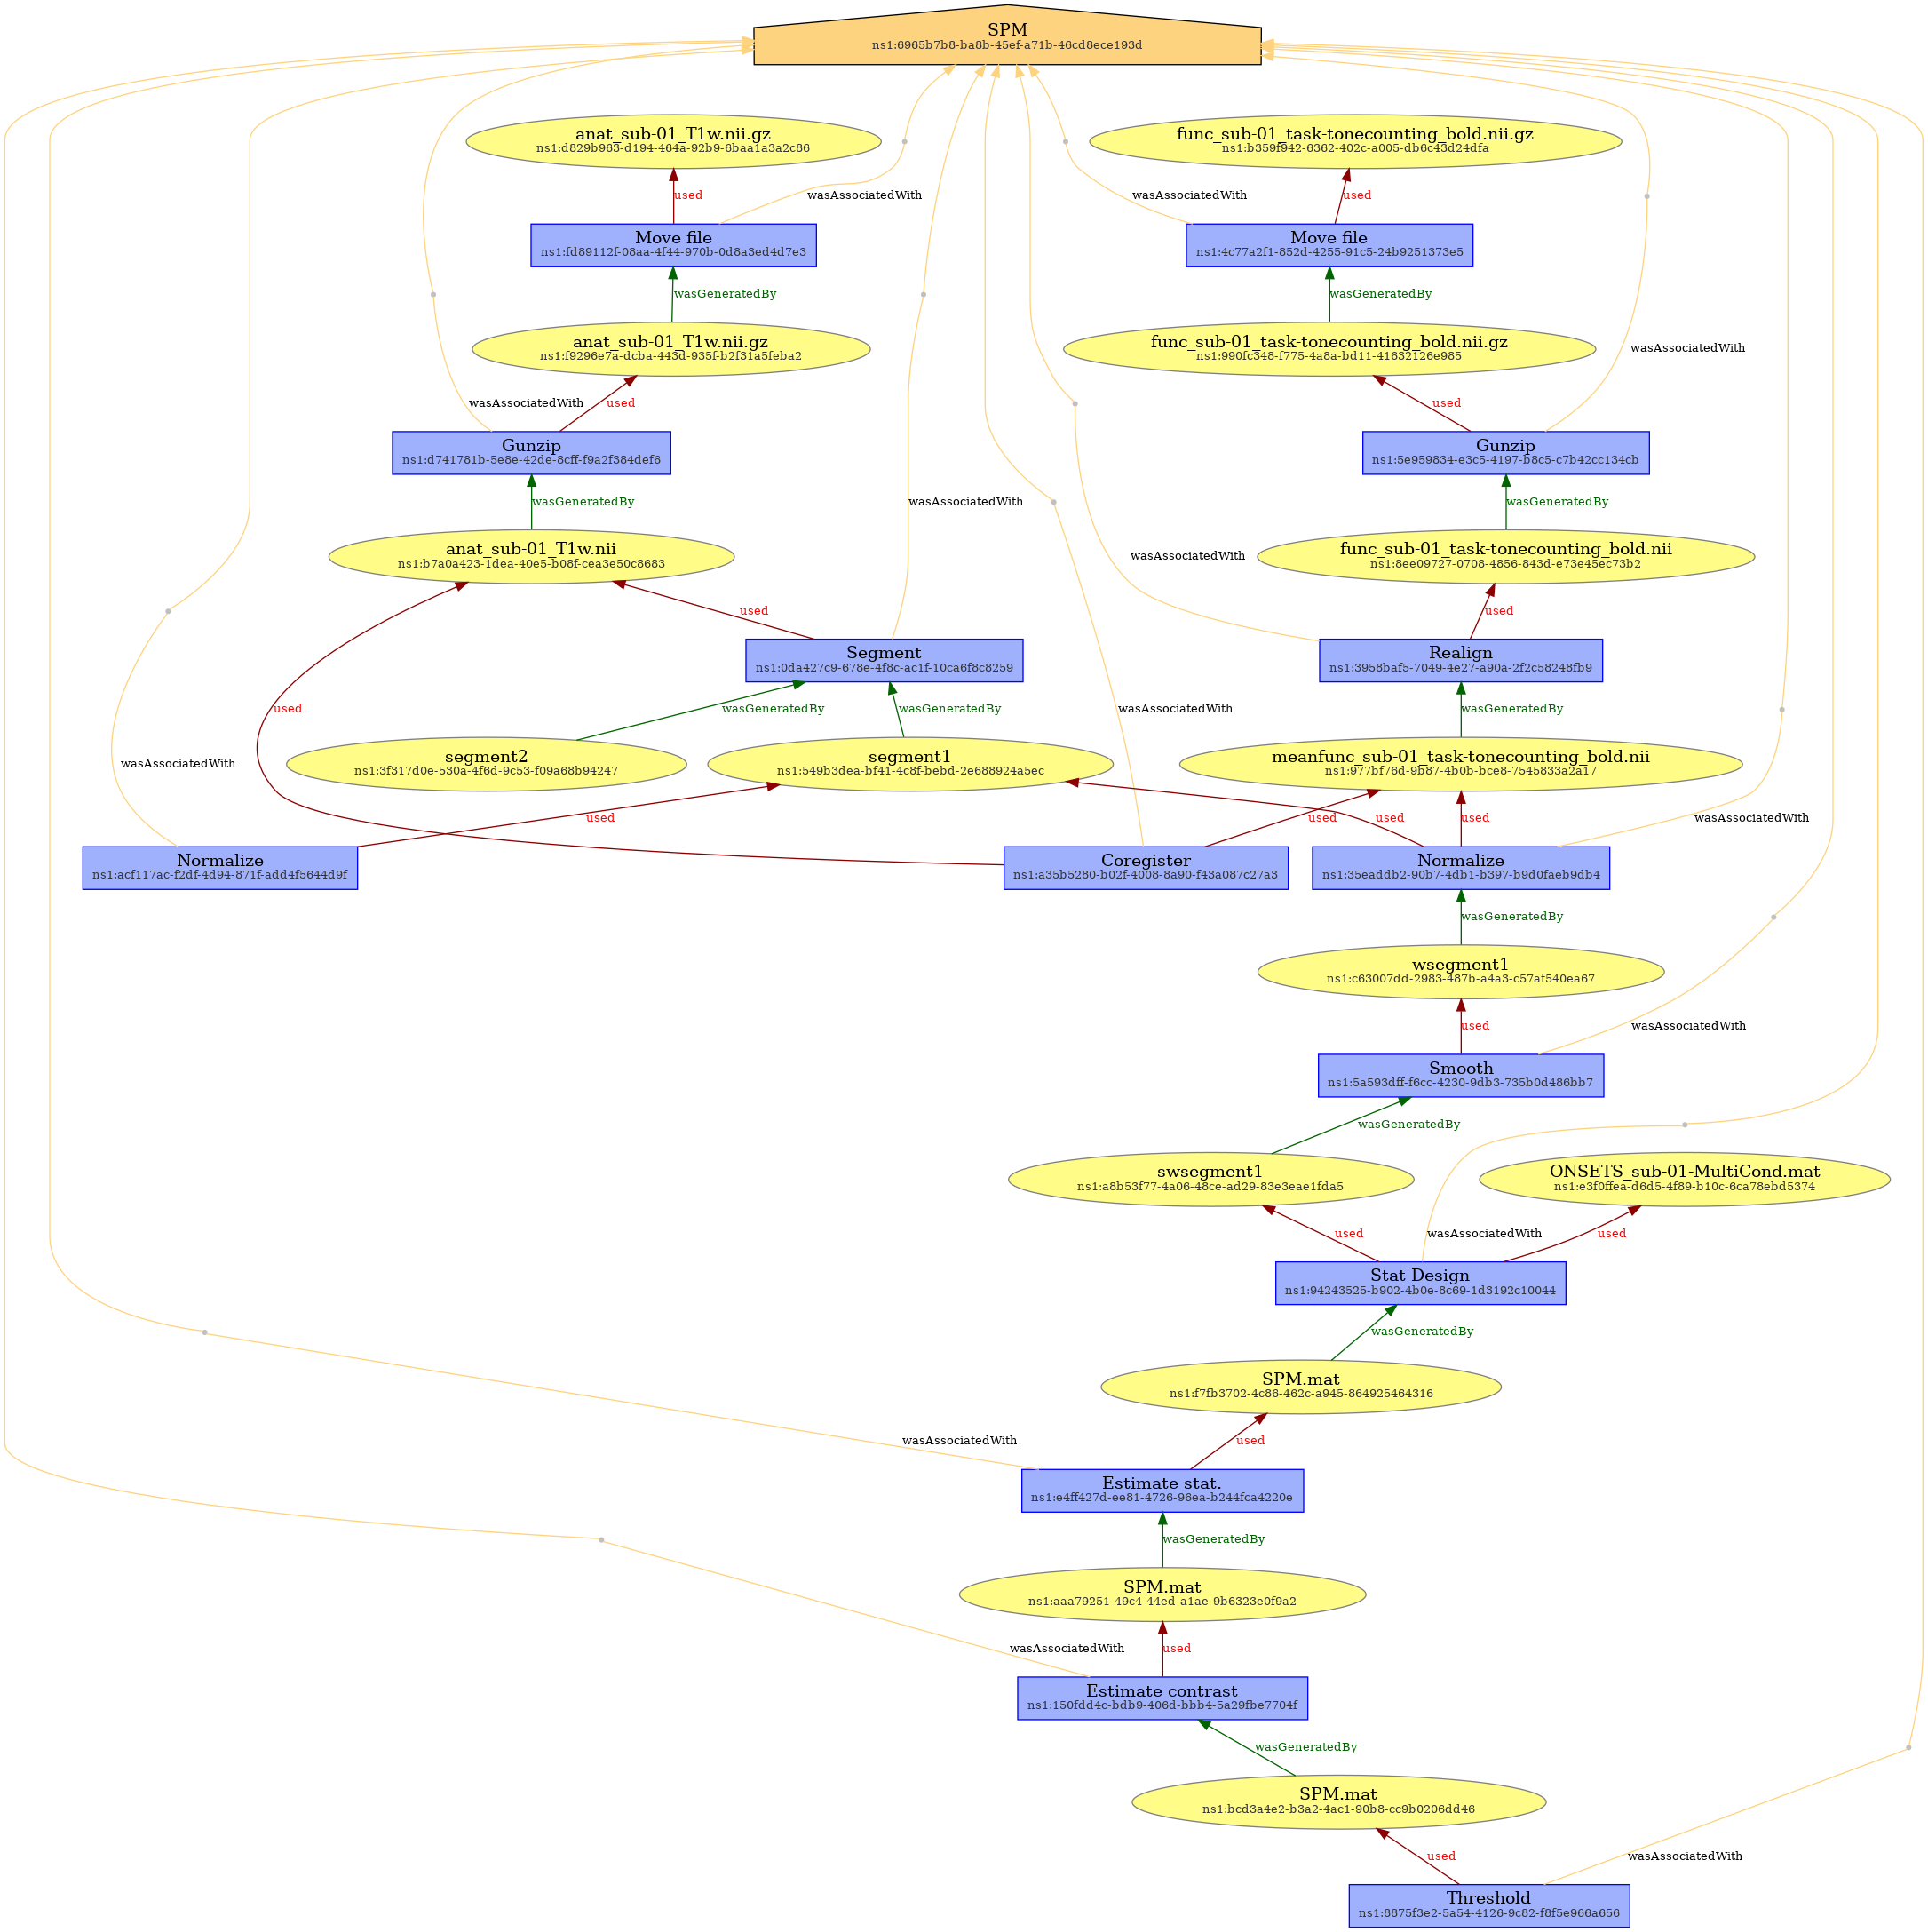 SPM
ns1:6965b7b8-ba8b-45ef-a71b-46cd8ece193d
anat_sub-01_T1w.nii.gz
ns1:d829b963-d194-464a-92b9-6baa1a3a2c86
func_sub-01_task-tonecounting_bold.nii.gz
ns1:b359f942-6362-402c-a005-db6c43d24dfa
used
wasAssociatedWith
wasAssociatedWith
used
Move file
ns1:fd89112f-08aa-4f44-970b-0d8a3ed4d7e3
Move file
ns1:4c77a2f1-852d-4255-91c5-24b9251373e5
wasGeneratedBy
wasGeneratedBy
anat_sub-01_T1w.nii.gz
ns1:f9296e7a-dcba-443d-935f-b2f31a5feba2
func_sub-01_task-tonecounting_bold.nii.gz
ns1:990fc348-f775-4a8a-bd11-41632126e985
wasAssociatedWith
wasAssociatedWith
used
used
Gunzip
ns1:d741781b-5e8e-42de-8cff-f9a2f384def6
Gunzip
ns1:5e959834-e3c5-4197-b8c5-c7b42cc134cb
wasGeneratedBy
wasAssociatedWith
wasGeneratedBy
anat_sub-01_T1w.nii
ns1:b7a0a423-1dea-40e5-b08f-cea3e50c8683
wasAssociatedWith
func_sub-01_task-tonecounting_bold.nii
ns1:8ee09727-0708-4856-843d-e73e45ec73b2
used
used
Segment
ns1:0da427c9-678e-4f8c-ac1f-10ca6f8c8259
Realign
ns1:3958baf5-7049-4e27-a90a-2f2c58248fb9
used
wasGeneratedBy
wasGeneratedBy
wasAssociatedWith
wasGeneratedBy
wasAssociatedWith
segment2
ns1:3f317d0e-530a-4f6d-9c53-f09a68b94247
segment1
ns1:549b3dea-bf41-4c8f-bebd-2e688924a5ec
meanfunc_sub-01_task-tonecounting_bold.nii
ns1:977bf76d-9b87-4b0b-bce8-7545833a2a17
used
used
used
used
wasAssociatedWith
Normalize
ns1:acf117ac-f2df-4d94-871f-add4f5644d9f
Coregister
ns1:a35b5280-b02f-4008-8a90-f43a087c27a3
Normalize
ns1:35eaddb2-90b7-4db1-b397-b9d0faeb9db4
wasGeneratedBy
wsegment1
ns1:c63007dd-2983-487b-a4a3-c57af540ea67
used
wasAssociatedWith
Smooth
ns1:5a593dff-f6cc-4230-9db3-735b0d486bb7
wasGeneratedBy
swsegment1
ns1:a8b53f77-4a06-48ce-ad29-83e3eae1fda5
ONSETS_sub-01-MultiCond.mat
ns1:e3f0ffea-d6d5-4f89-b10c-6ca78ebd5374
used
wasAssociatedWith
used
Stat Design
ns1:94243525-b902-4b0e-8c69-1d3192c10044
wasGeneratedBy
SPM.mat
ns1:f7fb3702-4c86-462c-a945-864925464316
wasAssociatedWith
used
Estimate stat.
ns1:e4ff427d-ee81-4726-96ea-b244fca4220e
wasGeneratedBy
SPM.mat
ns1:aaa79251-49c4-44ed-a1ae-9b6323e0f9a2
wasAssociatedWith
used
Estimate contrast
ns1:150fdd4c-bdb9-406d-bbb4-5a29fbe7704f
wasGeneratedBy
SPM.mat
ns1:bcd3a4e2-b3a2-4ac1-90b8-cc9b0206dd46
used
wasAssociatedWith
Threshold
ns1:8875f3e2-5a54-4126-9c82-f8f5e966a656